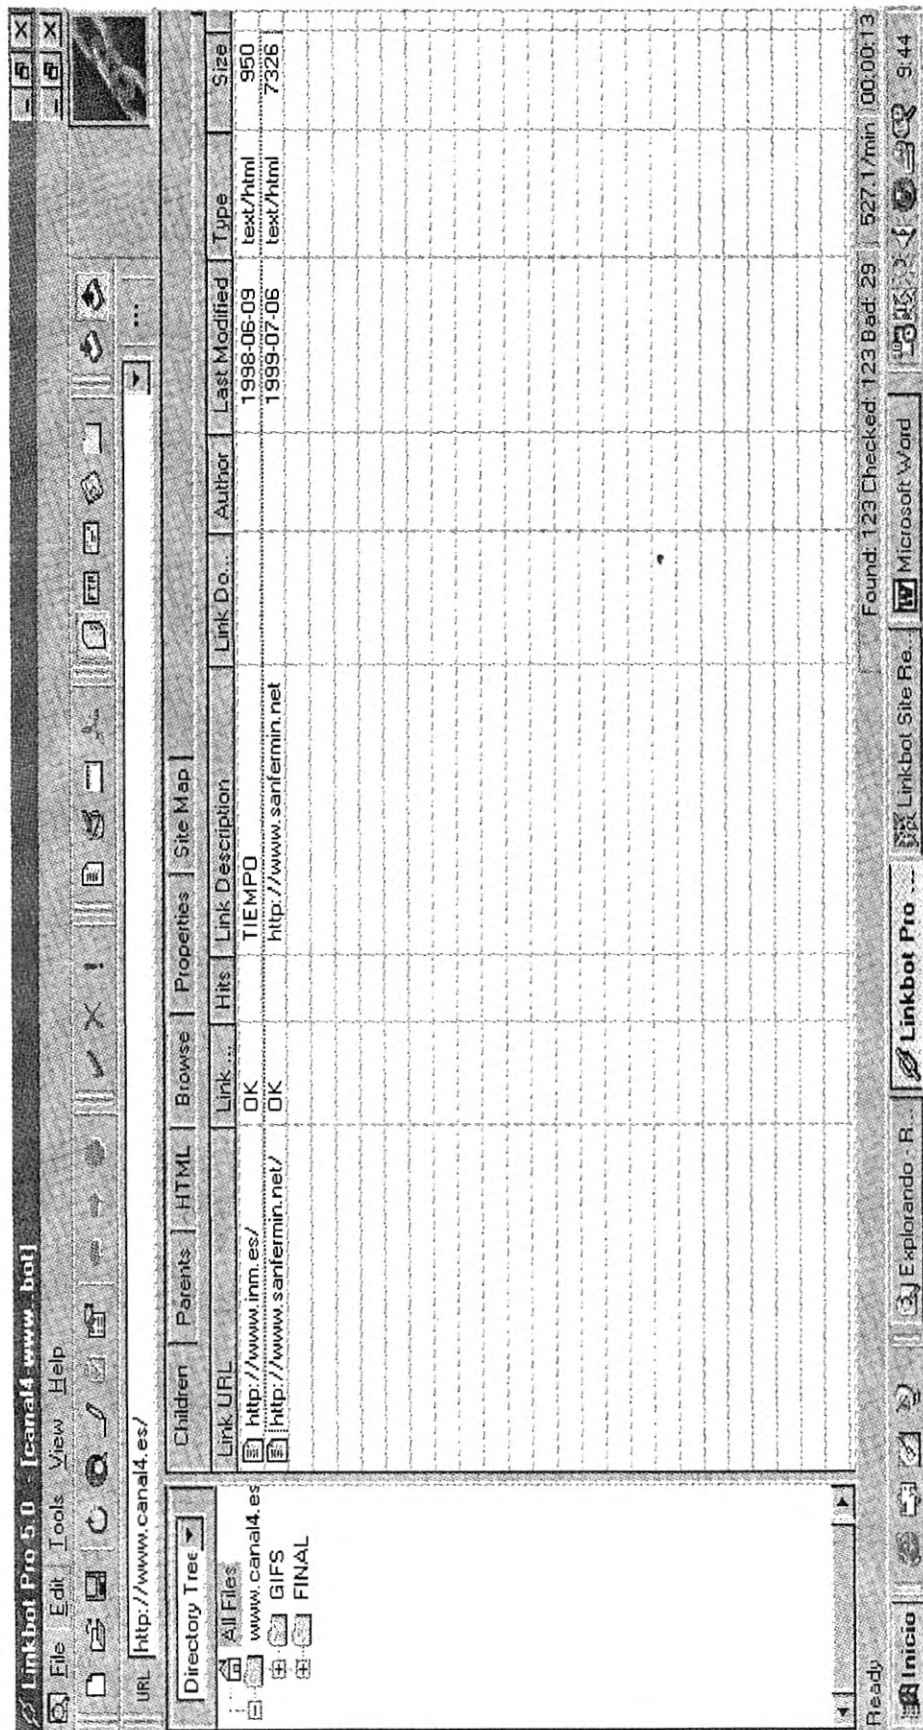 Linkbot Pro 5.0 - [canal4-www_bot]
File Edit Tools View Help
URL http://www.canal4.es/
Directory Tree
All Files
www.canal4.es
GIFS
FINAL
Children Parents HTML Browse Properties Site Map
Link URL Link ... Hits Link Description Link Do... Author Last Modified Type Size
http://www.inm.es/ OK TIEMPO 1998-06-09 text/html 950
http://www.sanfermin.net/ OK http://www.sanfermin.net 1999-07-06 text/html 7326
Ready Found: 123 Checked: 123 Bad: 29 527.1/min 00:00:13
Inicio Explorando - R... Linkbot Pro ... Linkbot Site Re... Microsoft Word 9:44